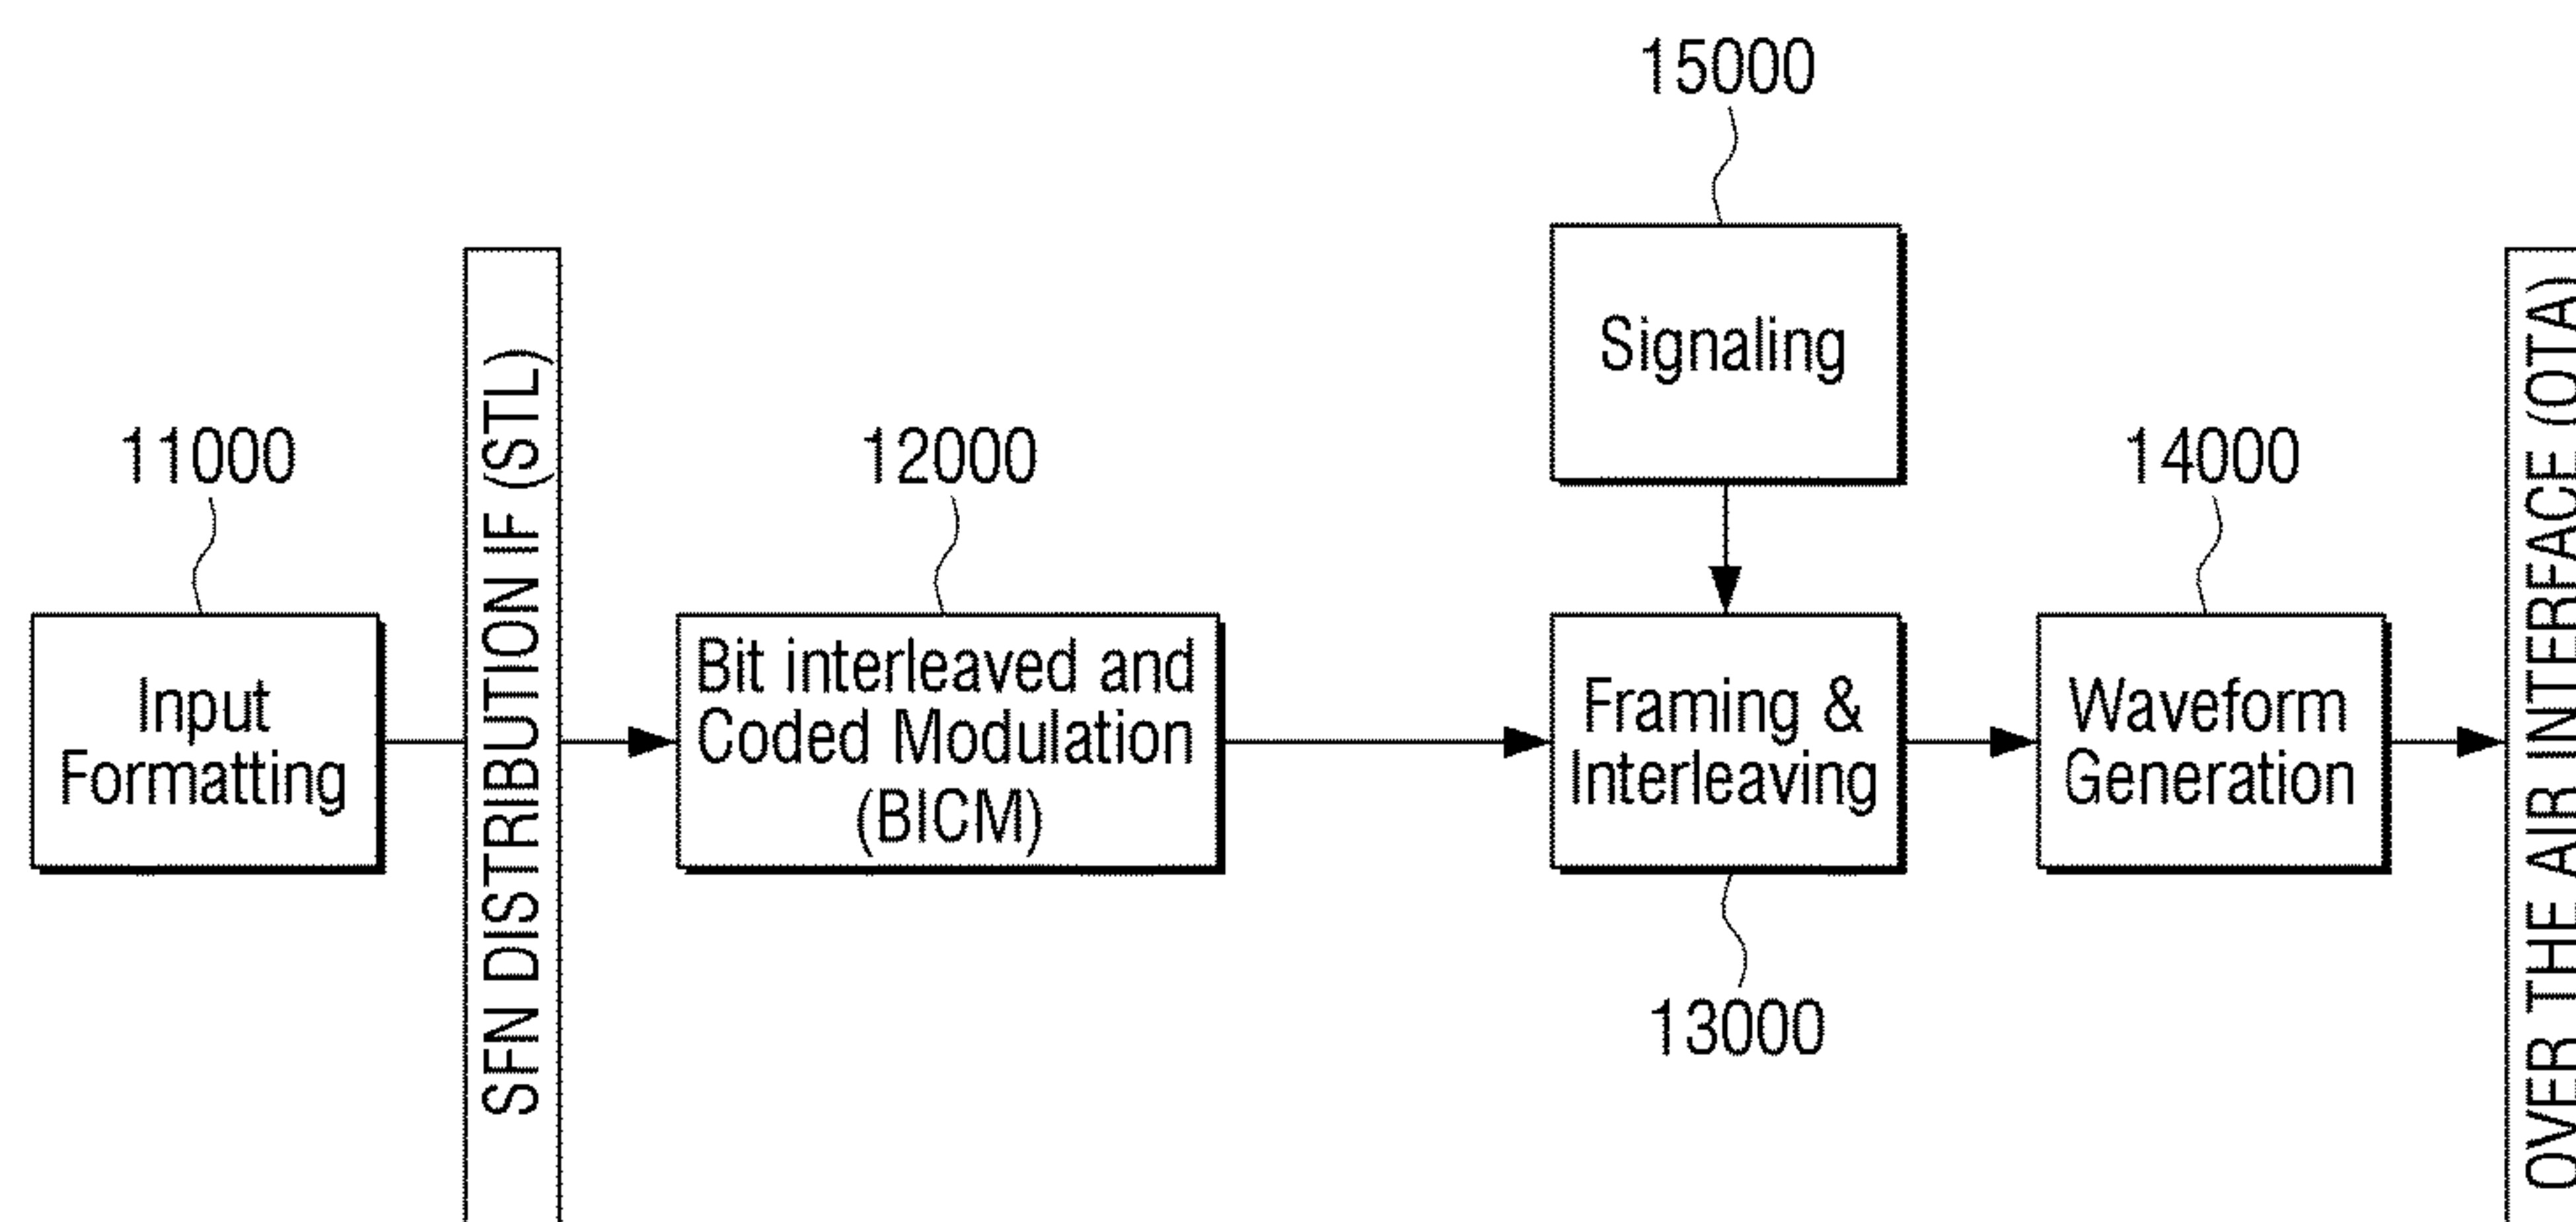 15000
Signaling
11000
12000
14000
SFN DISTRIBUTION IF (STL)
Input
Formatting
Bit interleaved and
Coded Modulation
(BICM)
Framing &
Interleaving
Waveform
Generation
OVER THE AIR INTERFACE (OTA)
13000